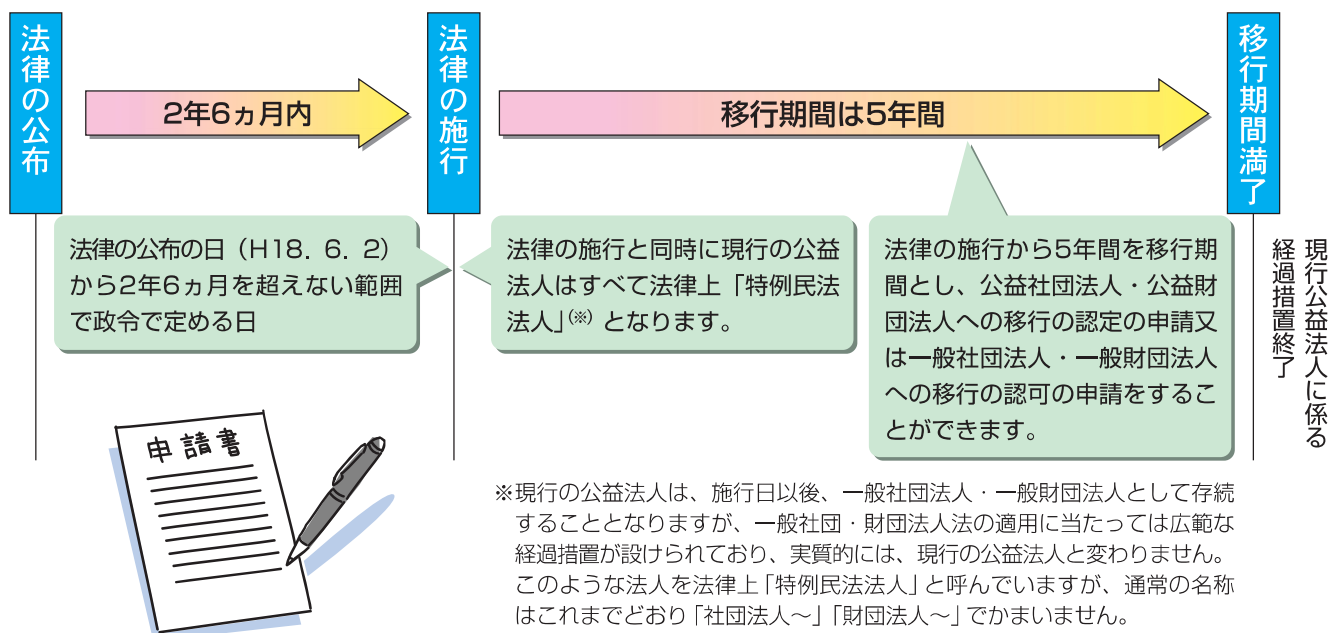 法律の公布
2年6ヵ月内
法律の施行
移行期間は5年間
移行期間満了
法律の公布の日（H18．6．2）
から2年6ヵ月を超えない範囲
で政令で定める日
法律の施行と同時に現行の公益
法人はすべて法律上「特例民法
法人」(※) となります。
法律の施行から5年間を移行期
間とし、公益社団法人・公益財
団法人への移行の認定の申請又
は一般社団法人・一般財団法人
への移行の認可の申請をするこ
とができます。
現行公益法人に係る
経過措置終了
申請書
※現行の公益法人は、施行日以後、一般社団法人・一般財団法人として存続
することとなりますが、一般社団・財団法人法の適用に当たっては広範な
経過措置が設けられており、実質的には、現行の公益法人と変わりません。
このような法人を法律上「特例民法法人」と呼んでいますが、通常の名称
はこれまでどおり「社団法人～」「財団法人～」でかまいません。